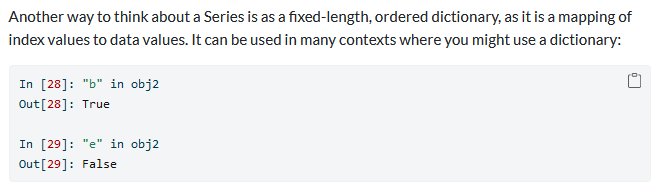 Another way to think about a Series is as a fixed-length, ordered dictionary, as it is a mapping of
index values to data values. It can be used in many contexts where you might use a dictionary:
In [28]: "b" in obj2
Out[28]: True
In [29]: "e" in obj2
Out[29]: False